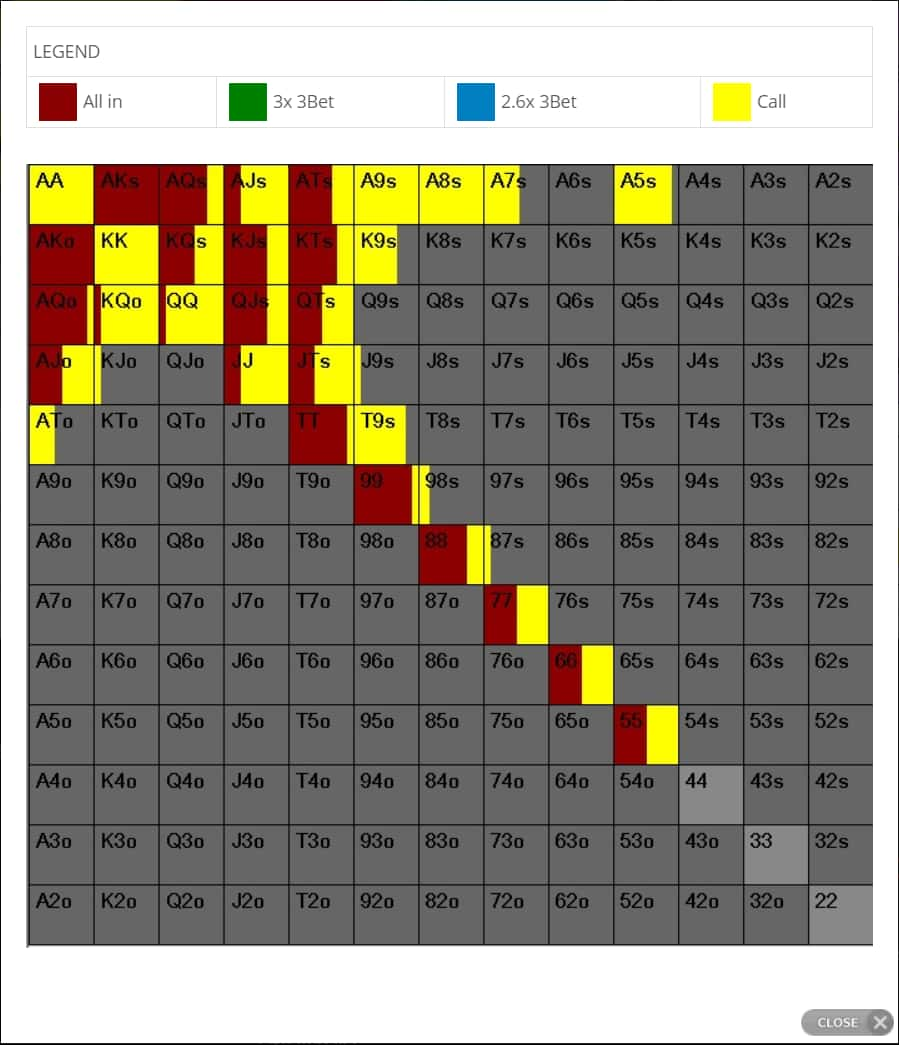 LEGEND
All in 3x 3Bet 2.6x 3Bet Call
AA AKs AQs AJs ATs A9s A8s A7s A6s A5s A4s A3s A2s
AKo KK KQs KJs KTs K9s K8s K7s K6s K5s K4s K3s K2s
AQo KQo QQ QJs QTs Q9s Q8s Q7s Q6s Q5s Q4s Q3s Q2s
AJo KJo QJo JJ JTs J9s J8s J7s J6s J5s J4s J3s J2s
ATo KTo QTo JTo TT T9s T8s T7s T6s T5s T4s T3s T2s
A9o K9o Q9o J9o T9o 99 98s 97s 96s 95s 94s 93s 92s
A8o K8o Q8o J8o T8o 98o 88 87s 86s 85s 84s 83s 82s
A7o K7o Q7o J7o T7o 97o 87o 77 76s 75s 74s 73s 72s
A6o K6o Q6o J6o T6o 96o 86o 76o 66 65s 64s 63s 62s
A5o K5o Q5o J5o T5o 95o 85o 75o 65o 55 54s 53s 52s
A4o K4o Q4o J4o T4o 94o 84o 74o 64o 54o 44 43s 42s
A3o K3o Q3o J3o T3o 93o 83o 73o 63o 53o 43o 33 32s
A2o K2o Q2o J2o T2o 92o 82o 72o 62o 52o 42o 32o 22
CLOSE